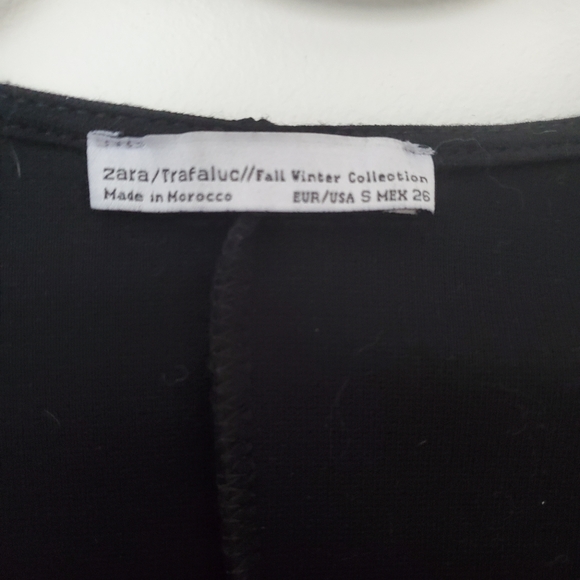 zara/Trafaluc//Fall Winter Collection
Made in Morocco EUR/USA S MEX 26